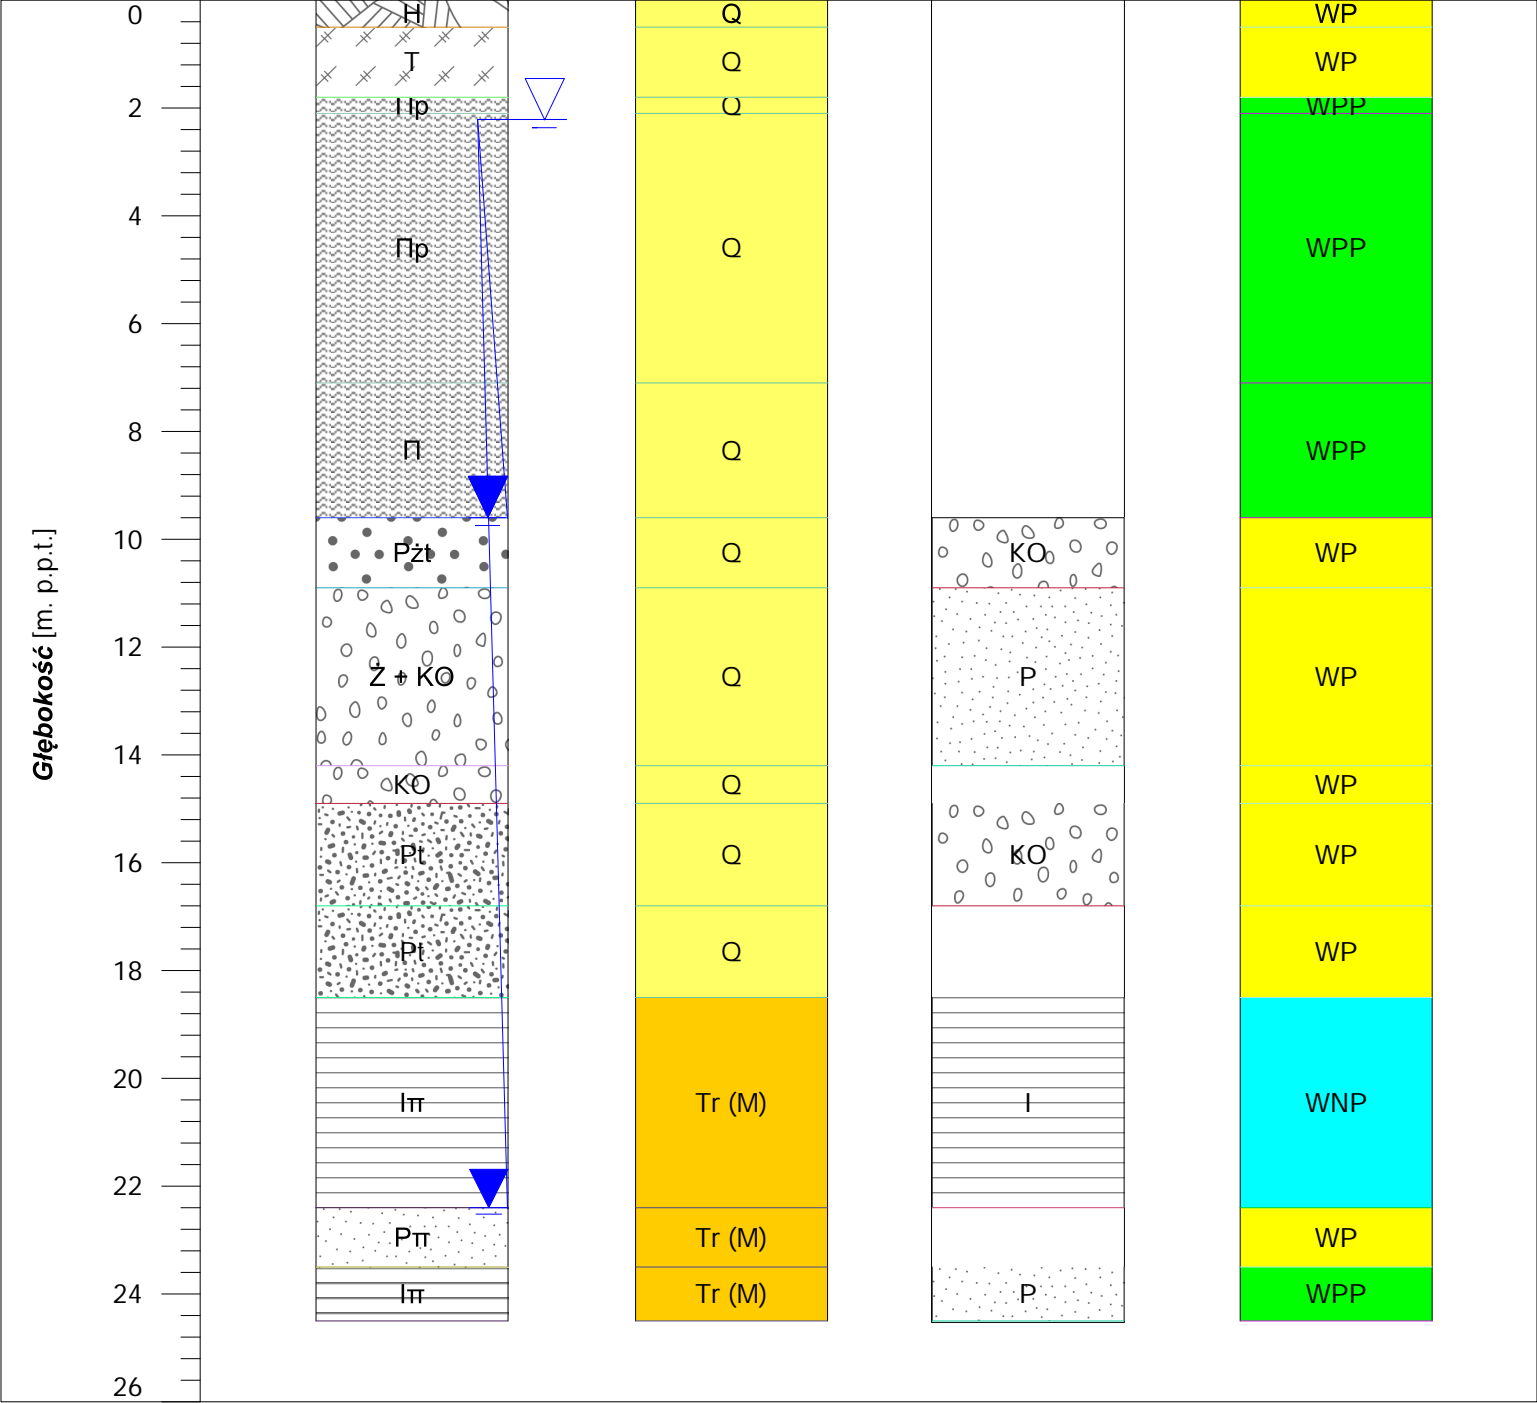 0 H Q WP
T Q WP
2 Πp Q WPP
4 Πp Q WPP
6
8 Π Q WPP
10 Pżt Q KO WP
12 Ż + KO Q P WP
14 KO Q WP
16 Pt Q KO WP
18 Pt Q WP
20 Iπ Tr (M) I WNP
22 Pπ Tr (M) WP
24 Iπ Tr (M) P WPP
26
Głębokość [m. p.p.t.]